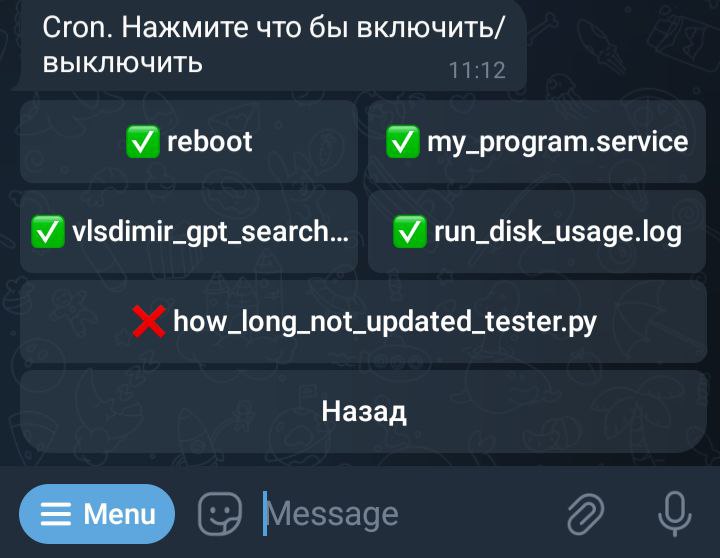 Cron. Нажмите что бы включить/
выключить
11:12
✅ reboot
✅ my_program.service
✅ vlsdimir_gpt_search...
✅ run_disk_usage.log
❌ how_long_not_updated_tester.py
Назад
Menu
Message